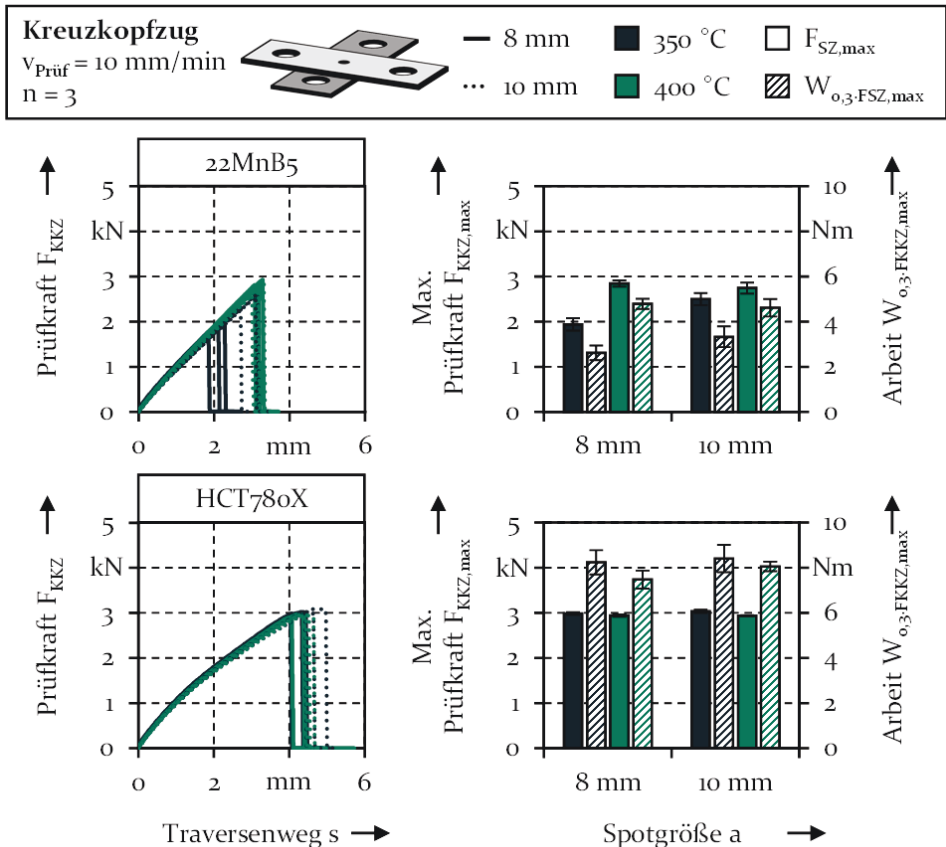 Kreuzkopfzug
vPrüf = 10 mm/min
n = 3
8 mm
10 mm
350 °C
400 °C
FSZ,max
W0,3·FSZ,max
22MnB5
Prüfkraft FKKZ
5
kN
3
2
1
0
0
2
mm
6
Max.
Prüfkraft FKKZ,max
5
kN
3
2
1
0
10
Nm
6
4
2
0
8 mm
10 mm
Arbeit W0,3·FKKZ,max
HCT780X
Prüfkraft FKKZ
5
kN
3
2
1
0
0
2
mm
6
Traversenweg s
Max.
Prüfkraft FKKZ,max
5
kN
3
2
1
0
10
Nm
6
4
2
0
8 mm
10 mm
Spotgröße a
Arbeit W0,3·FKKZ,max